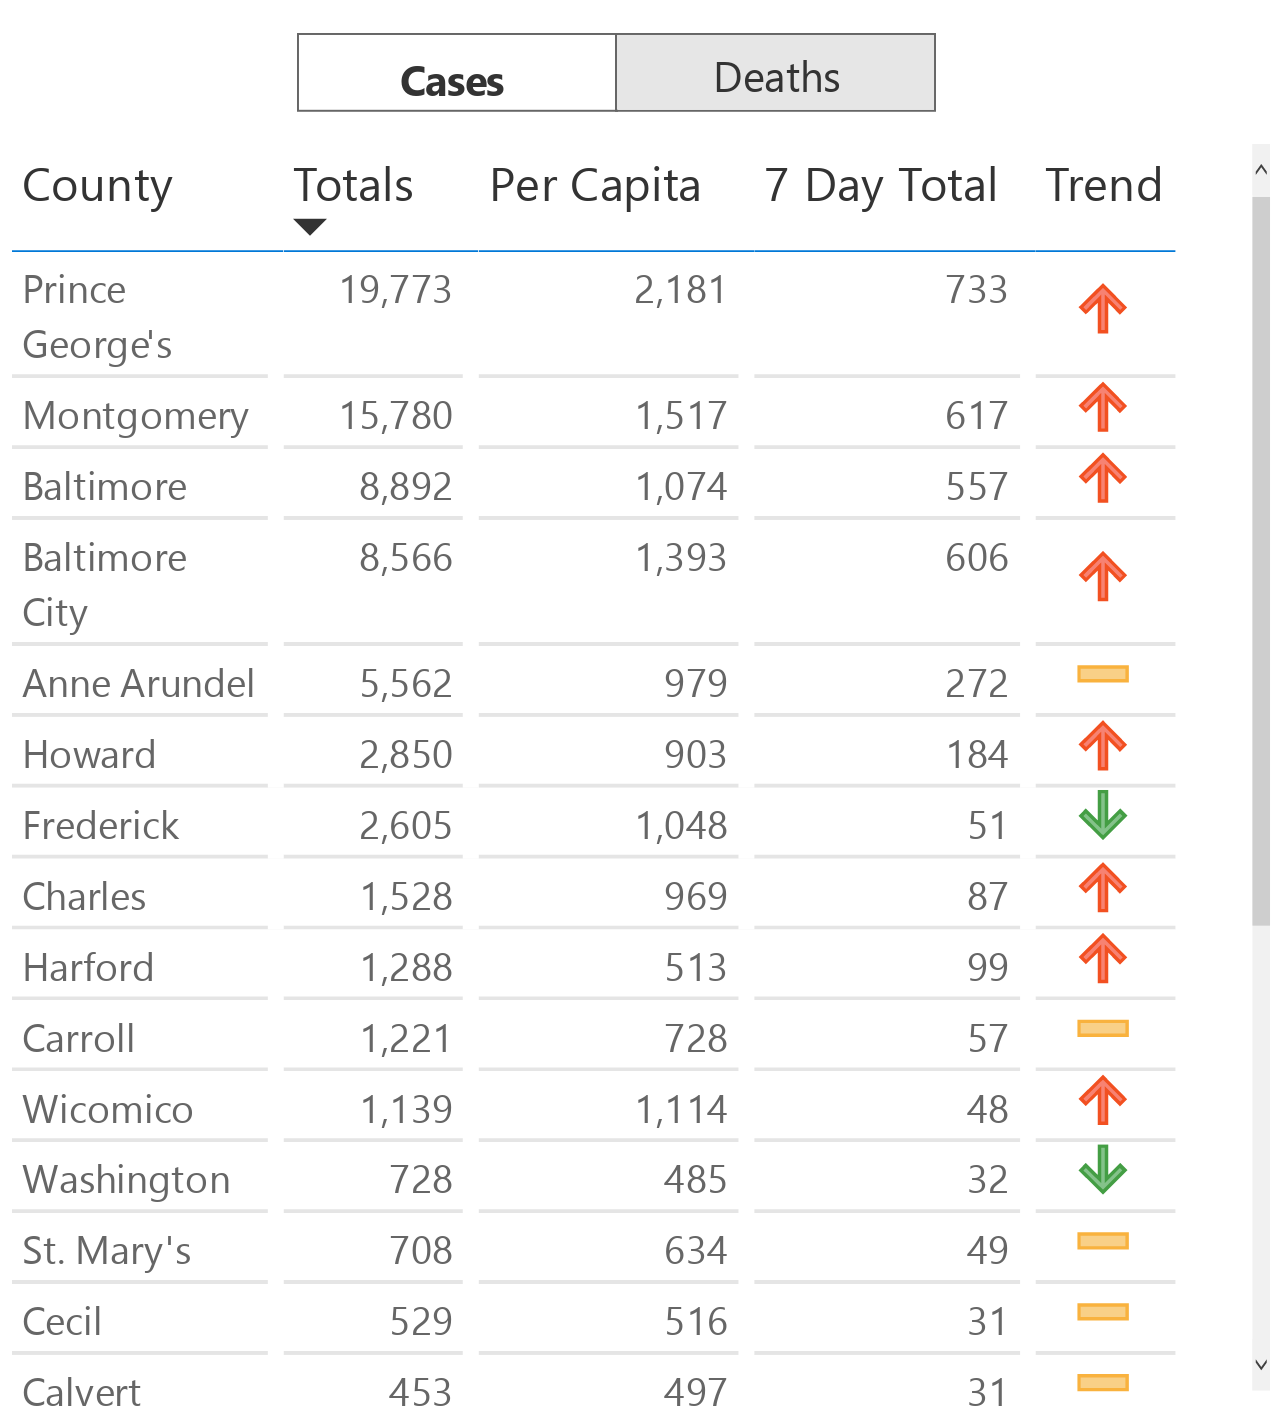 Cases Deaths
County Totals Per Capita 7 Day Total Trend
Prince 19,773 2,181 733
George's
Montgomery 15,780 1,517 617
Baltimore 8,892 1,074 557
Baltimore 8,566 1,393 606
City
Anne Arundel 5,562 979 272
Howard 2,850 903 184
Frederick 2,605 1,048 51
Charles 1,528 969 87
Harford 1,288 513 99
Carroll 1,221 728 57
Wicomico 1,139 1,114 48
Washington 728 485 32
St. Mary's 708 634 49
Cecil 529 516 31
Calvert 453 497 31